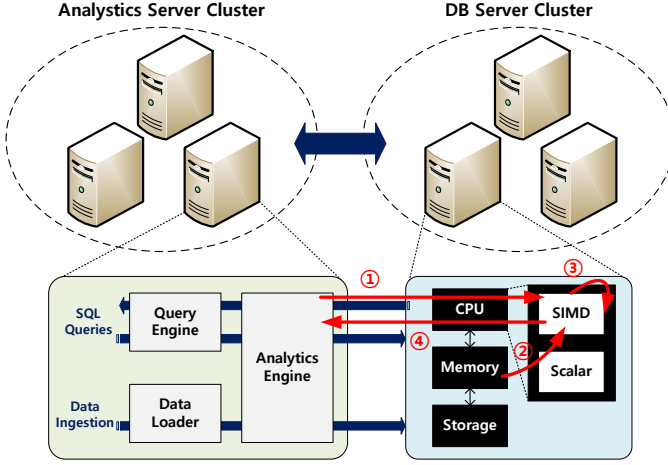 Analystics Server Cluster
DB Server Cluster
①
③
SQL
Queries
Query
Engine
Analytics
Engine
④
CPU
SIMD
②
Memory
Scalar
Data
Ingestion
Data
Loader
Storage